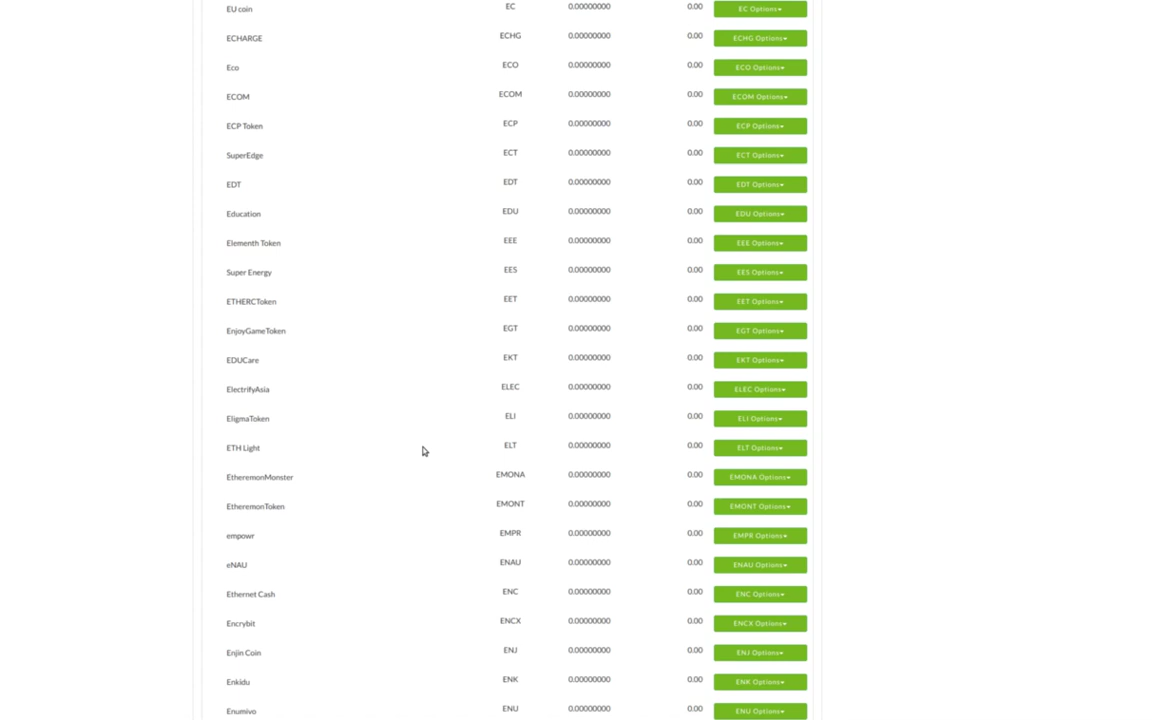 EU coin EC 0.00000000 0.00 EC Options
ECHARGE ECHG 0.00000000 0.00 ECHG Options
Eco ECO 0.00000000 0.00 ECO Options
ECOM ECOM 0.00000000 0.00 ECOM Options
ECP Token ECP 0.00000000 0.00 ECP Options
SuperEdge ECT 0.00000000 0.00 ECT Options
EDT EDT 0.00000000 0.00 EDT Options
Education EDU 0.00000000 0.00 EDU Options
Elementh Token EEE 0.00000000 0.00 EEE Options
Super Energy EES 0.00000000 0.00 EES Options
ETHERCToken EET 0.00000000 0.00 EET Options
EnjoyGameToken EGT 0.00000000 0.00 EGT Options
EDUCare EKT 0.00000000 0.00 EKT Options
ElectrifyAsia ELEC 0.00000000 0.00 ELEC Options
EligmaToken ELI 0.00000000 0.00 ELI Options
ETH Light ELT 0.00000000 0.00 ELT Options
EtheremonMonster EMONA 0.00000000 0.00 EMONA Options
EtheremonToken EMONT 0.00000000 0.00 EMONT Options
empowr EMPR 0.00000000 0.00 EMPR Options
eNAU ENAU 0.00000000 0.00 ENAU Options
Ethernet Cash ENC 0.00000000 0.00 ENC Options
Encrybit ENCX 0.00000000 0.00 ENCX Options
Enjin Coin ENJ 0.00000000 0.00 ENJ Options
Enkidu ENK 0.00000000 0.00 ENK Options
Enumivo ENU 0.00000000 0.00 ENU Options